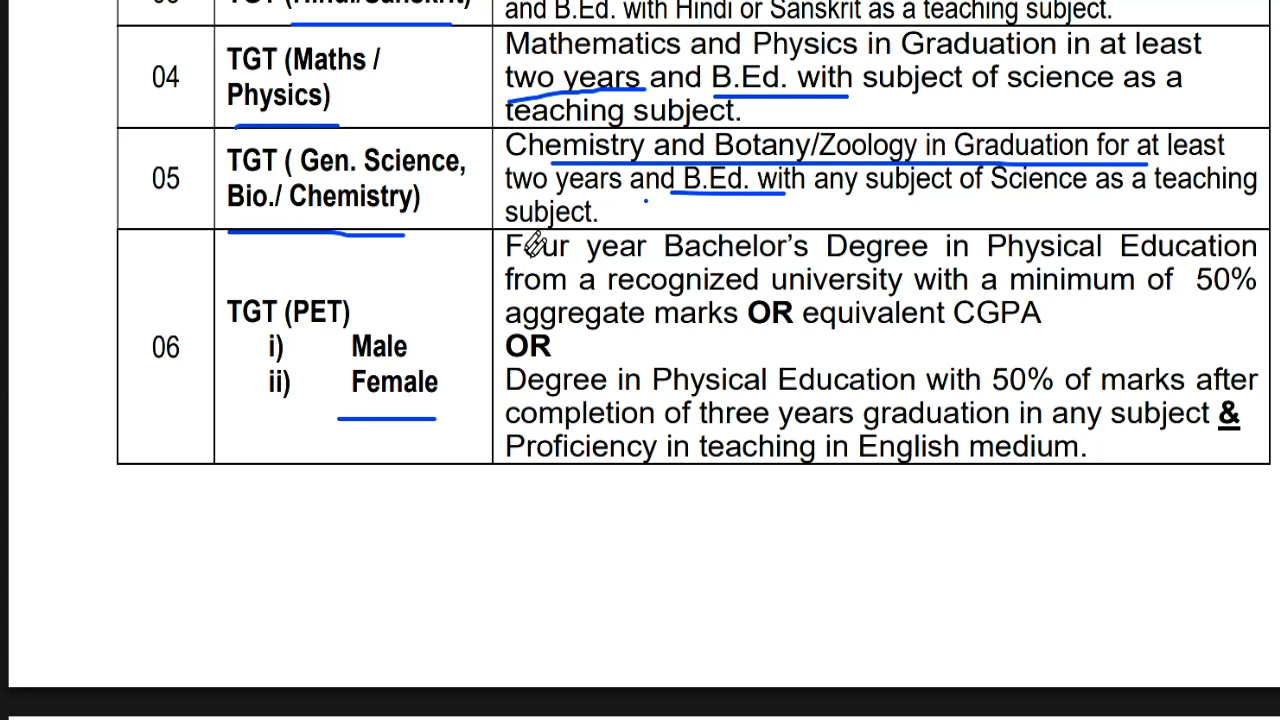 TGT (Hindi/Sanskrit)
and B.Ed. with Hindi or Sanskrit as a teaching subject.
04
TGT (Maths /
Physics)
Mathematics and Physics in Graduation in at least
two years and B.Ed. with subject of science as a
teaching subject.
05
TGT ( Gen. Science,
Bio./ Chemistry)
Chemistry and Botany/Zoology in Graduation for at least
two years and B.Ed. with any subject of Science as a teaching
subject.
06
TGT (PET)
i) Male
ii) Female
Four year Bachelor’s Degree in Physical Education
from a recognized university with a minimum of 50%
aggregate marks OR equivalent CGPA
OR
Degree in Physical Education with 50% of marks after
completion of three years graduation in any subject &
Proficiency in teaching in English medium.